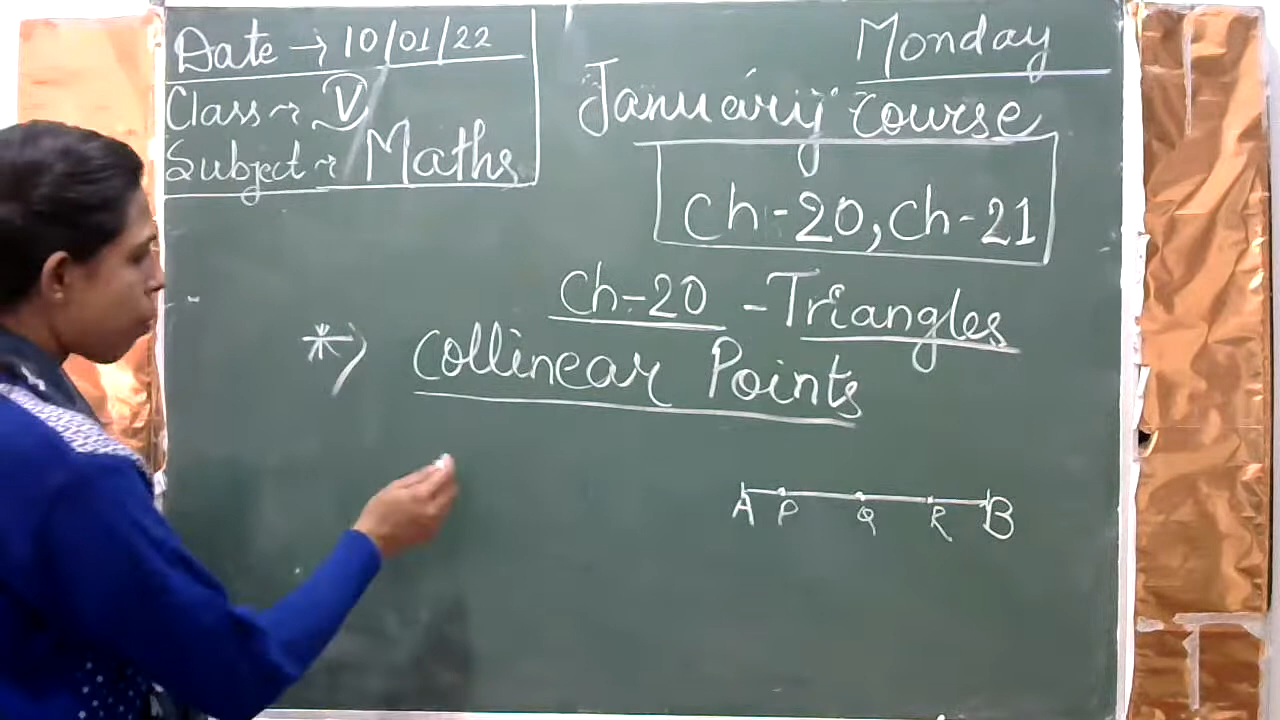 Date → 10/01/22
Class → V
Subject → Maths
Monday
January course
Ch-20, Ch-21
Ch-20 - Triangles
*) Collinear Points
A P Q R B